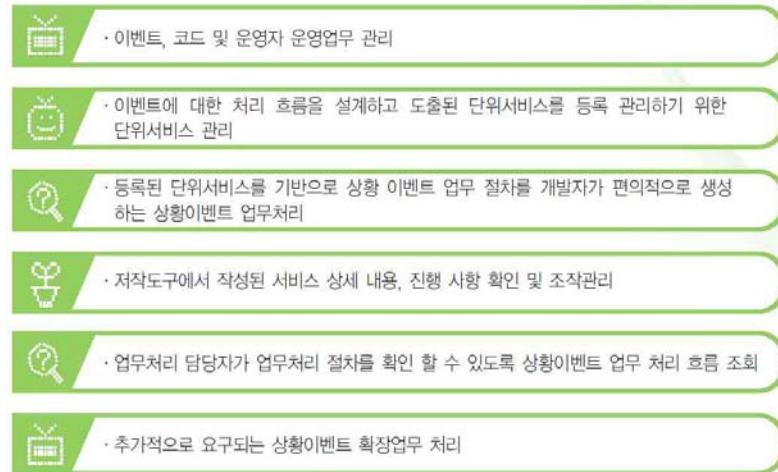 · 이벤트, 코드 및 운영자 운영업무 관리
· 이벤트에 대한 처리 흐름을 설계하고 도출된 단위서비스를 등록 관리하기 위한
단위서비스 관리
· 등록된 단위서비스를 기반으로 상황 이벤트 업무 절차를 개발자가 편의적으로 생성
하는 상황이벤트 업무처리
· 저작도구에서 작성된 서비스 상세 내용, 진행 사항 확인 및 조작관리
· 업무처리 담당자가 업무처리 절차를 확인 할 수 있도록 상황이벤트 업무 처리 흐름 조회
· 추가적으로 요구되는 상황이벤트 확장업무 처리